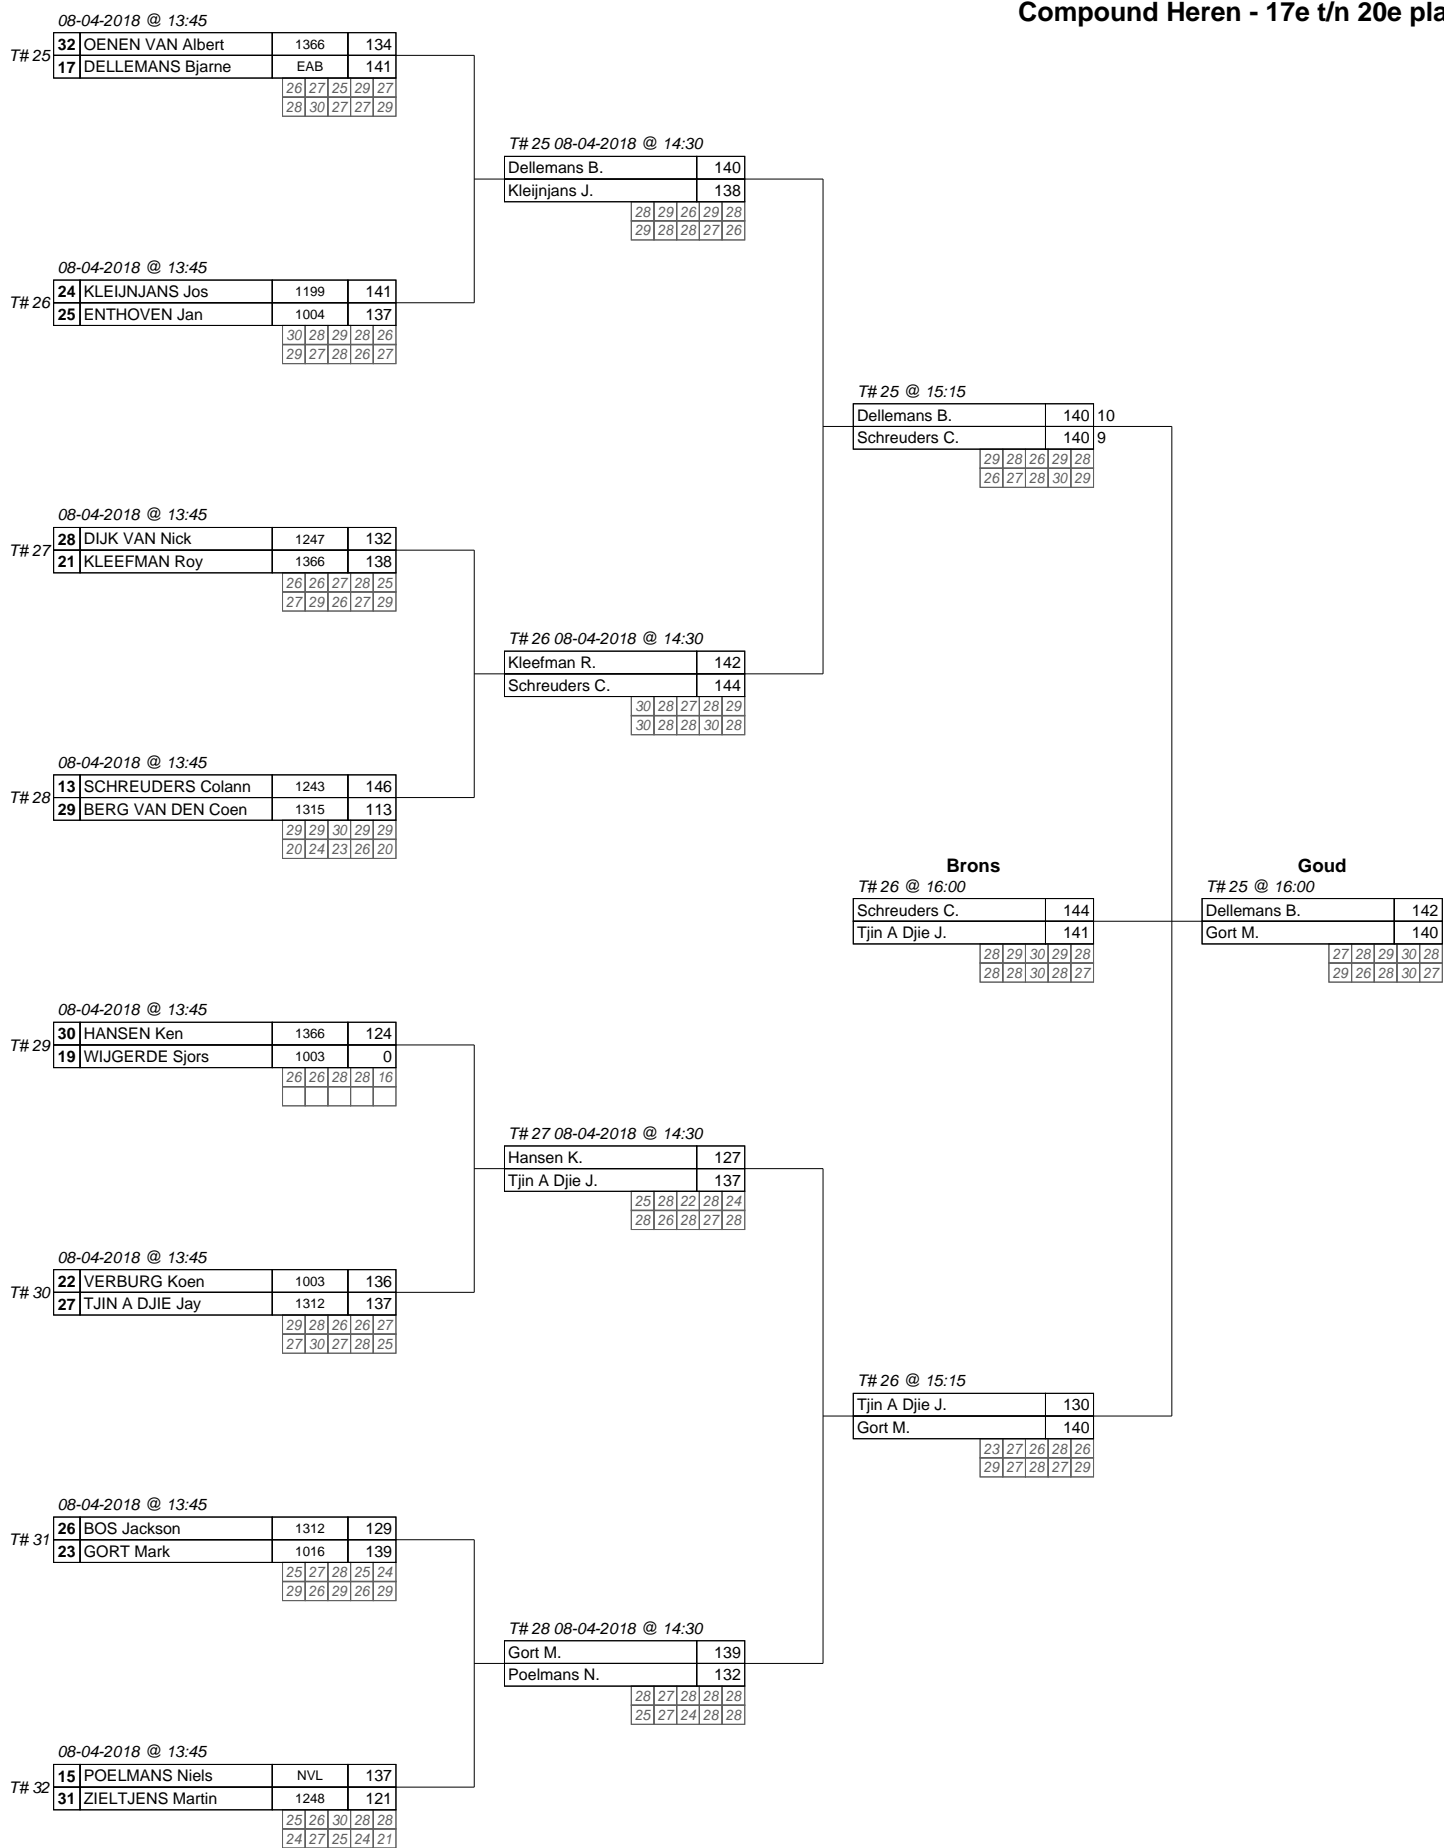 Compound Heren - 17e t/n 20e pla
08-04-2018 @ 13:45
T# 25
32 OENEN VAN Albert 1366 134
17 DELLEMANS Bjarne EAB 141
26 27 25 29 27
28 30 27 27 29
T# 25 08-04-2018 @ 14:30
Dellemans B. 140
Kleijnjans J. 138
28 29 26 29 28
29 28 28 27 26
08-04-2018 @ 13:45
T# 26
24 KLEIJNJANS Jos 1199 141
25 ENTHOVEN Jan 1004 137
30 28 29 28 26
29 27 28 26 27
T# 25 @ 15:15
Dellemans B. 140 10
Schreuders C. 140 9
29 28 26 29 28
26 27 28 30 29
08-04-2018 @ 13:45
T# 27
28 DIJK VAN Nick 1247 132
21 KLEEFMAN Roy 1366 138
26 26 27 28 25
27 29 26 27 29
T# 26 08-04-2018 @ 14:30
Kleefman R. 142
Schreuders C. 144
30 28 27 28 29
30 28 28 30 28
08-04-2018 @ 13:45
T# 28
13 SCHREUDERS Colann 1243 146
29 BERG VAN DEN Coen 1315 113
29 29 30 29 29
20 24 23 26 20
Brons
T# 26 @ 16:00
Schreuders C. 144
Tjin A Djie J. 141
28 29 30 29 28
28 28 30 28 27
Goud
T# 25 @ 16:00
Dellemans B. 142
Gort M. 140
27 28 29 30 28
29 26 28 30 27
08-04-2018 @ 13:45
T# 29
30 HANSEN Ken 1366 124
19 WIJGERDE Sjors 1003 0
26 26 28 28 16
T# 27 08-04-2018 @ 14:30
Hansen K. 127
Tjin A Djie J. 137
25 28 22 28 24
28 26 28 27 28
08-04-2018 @ 13:45
T# 30
22 VERBURG Koen 1003 136
27 TJIN A DJIE Jay 1312 137
29 28 26 26 27
27 30 27 28 25
T# 26 @ 15:15
Tjin A Djie J. 130
Gort M. 140
23 27 26 28 26
29 27 28 27 29
08-04-2018 @ 13:45
T# 31
26 BOS Jackson 1312 129
23 GORT Mark 1016 139
25 27 28 25 24
29 26 29 26 29
T# 28 08-04-2018 @ 14:30
Gort M. 139
Poelmans N. 132
28 27 28 28 28
25 27 24 28 28
08-04-2018 @ 13:45
T# 32
15 POELMANS Niels NVL 137
31 ZIELTJENS Martin 1248 121
25 26 30 28 28
24 27 25 24 21